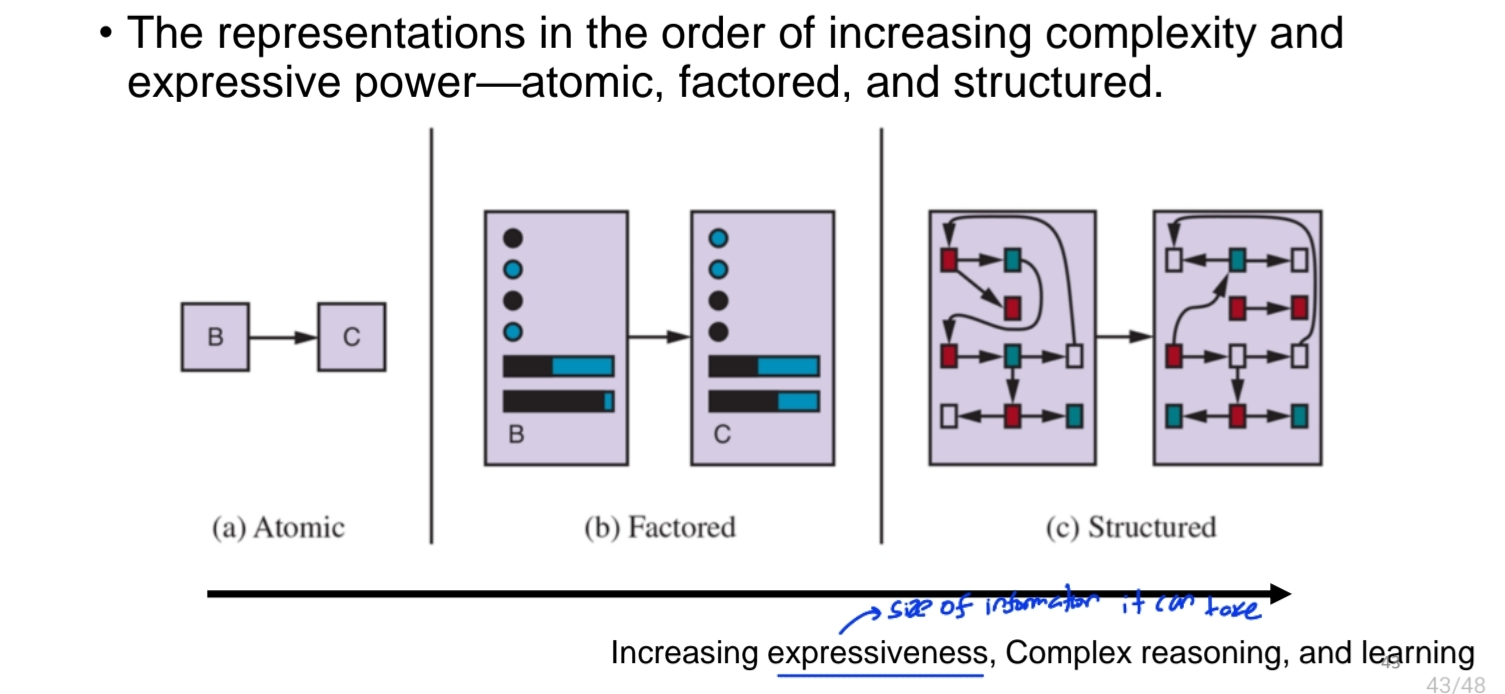 • The representations in the order of increasing complexity and
expressive power—atomic, factored, and structured.
B
C
B
C
(a) Atomic
(b) Factored
(c) Structured
size of information it can take
Increasing expressiveness, Complex reasoning, and learning
43
43/48